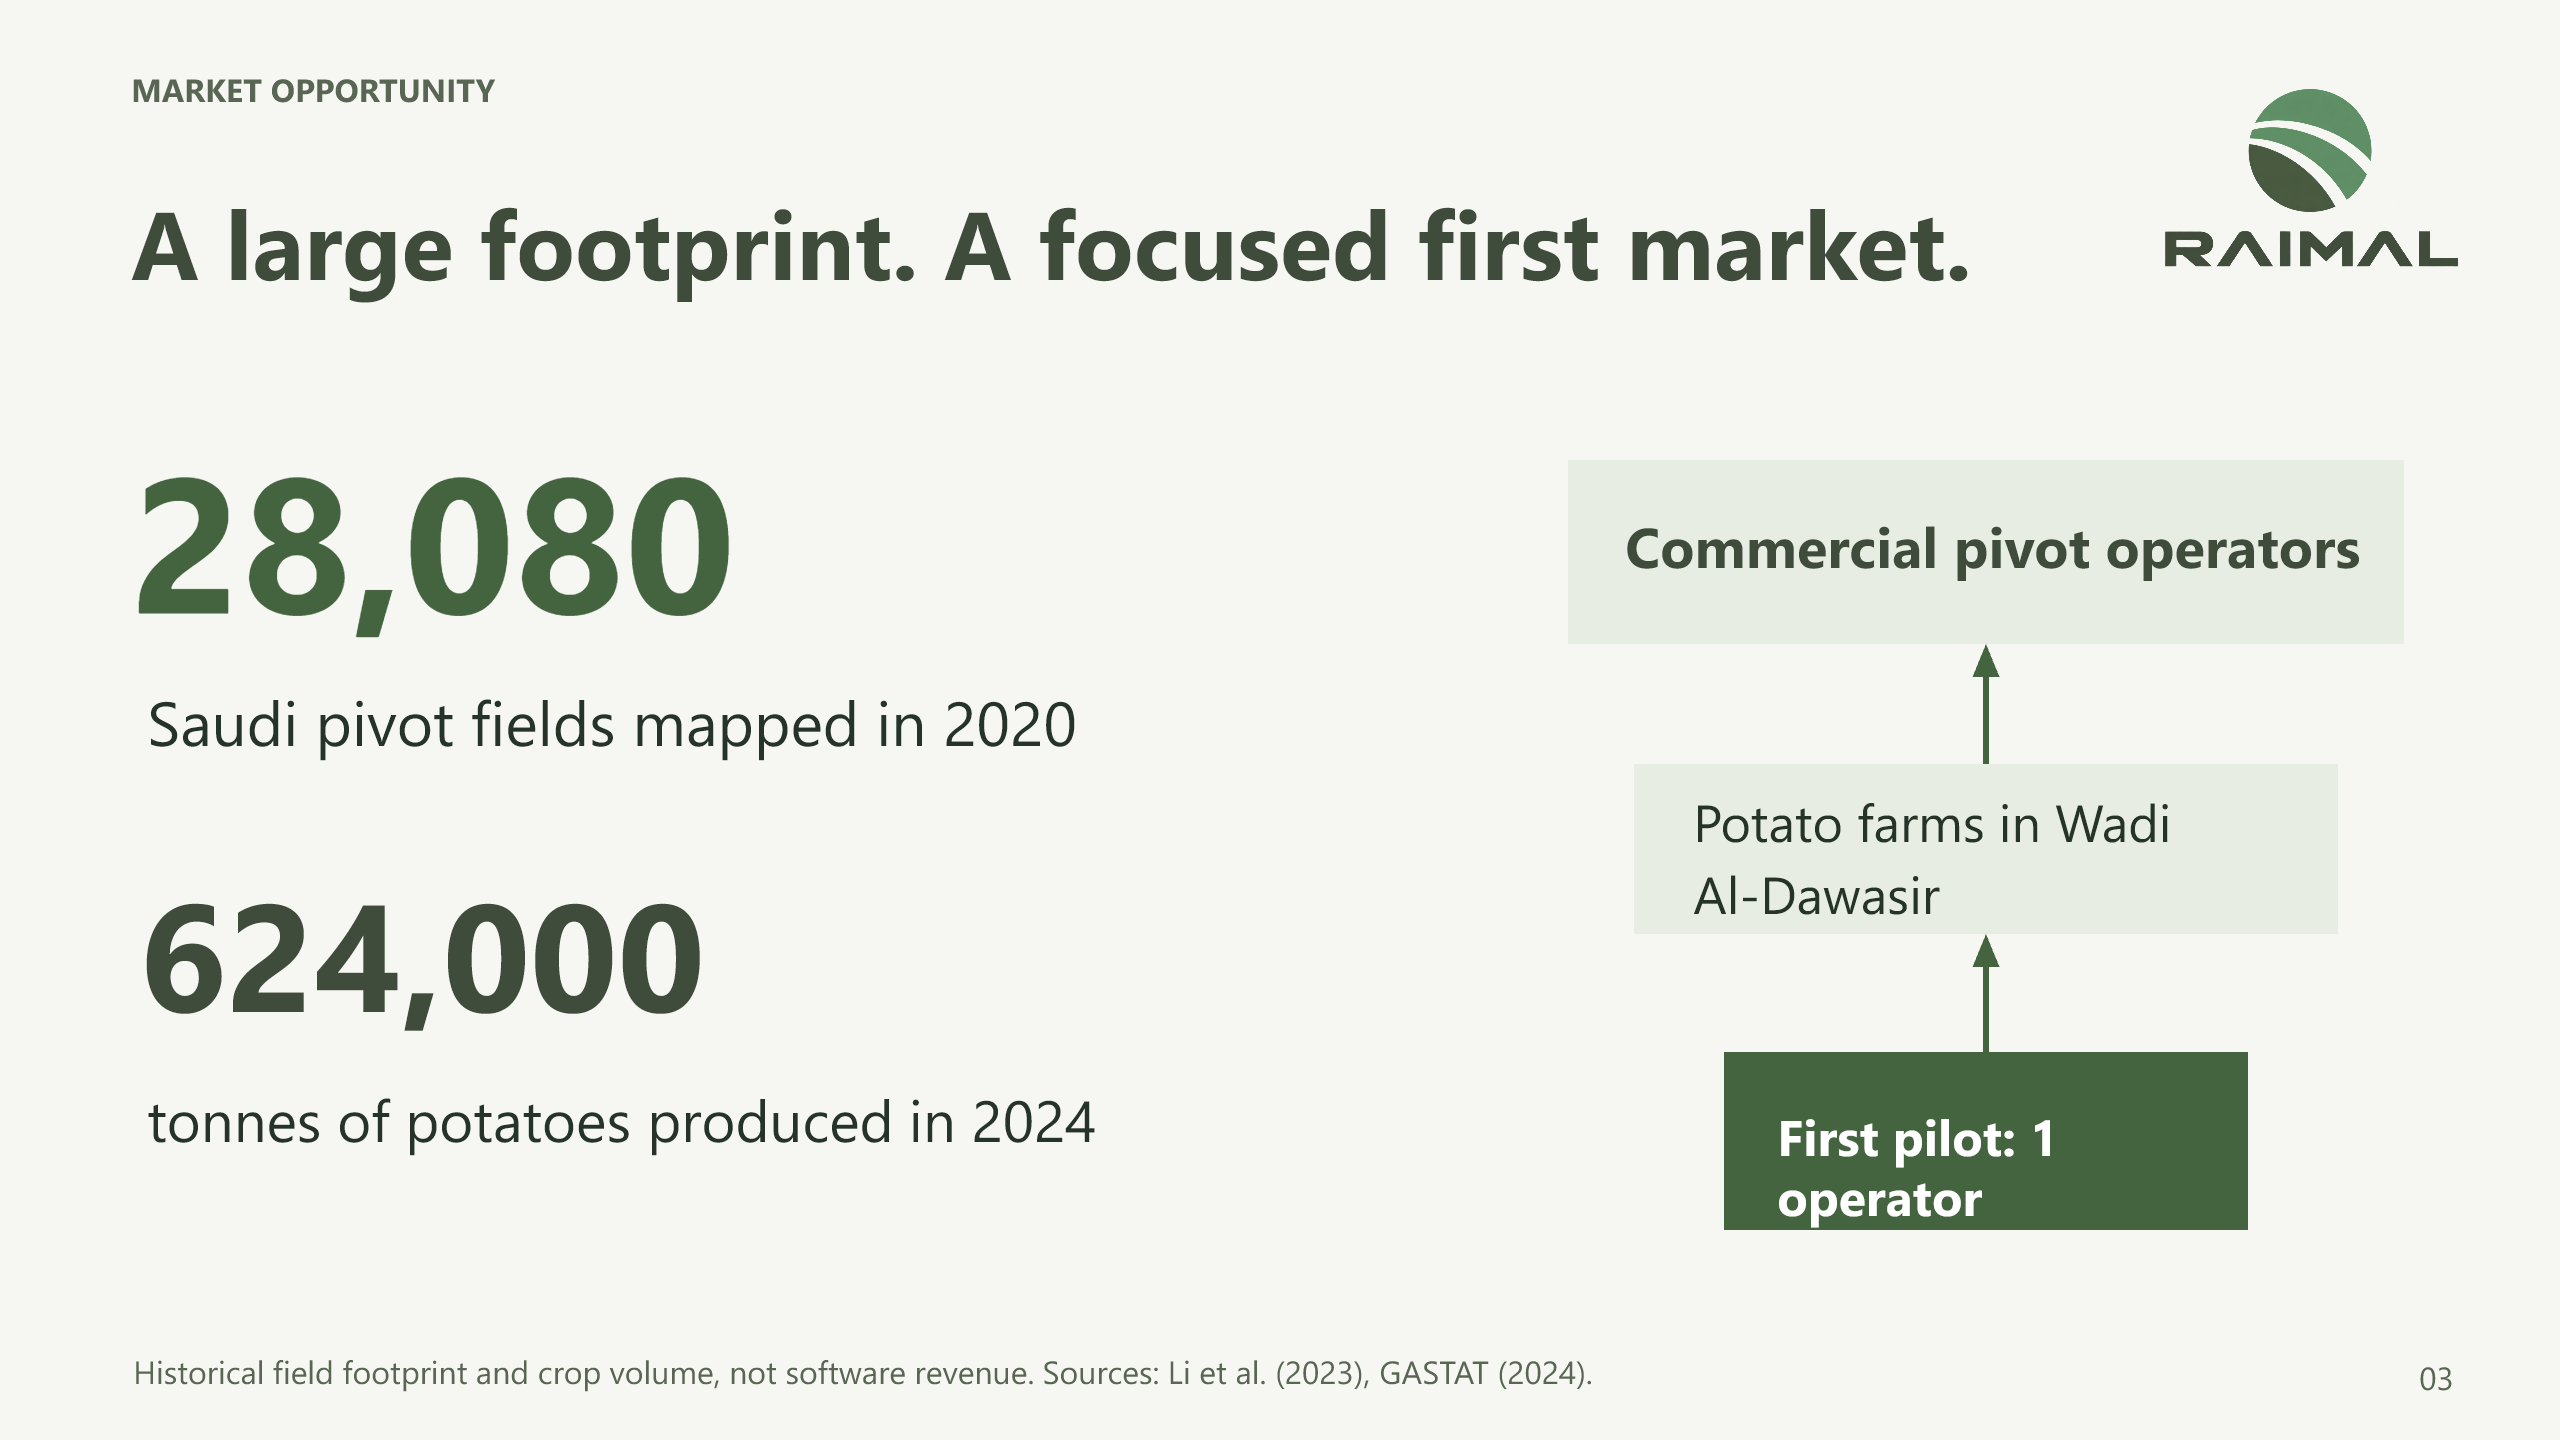 MARKET OPPORTUNITY
RAIMAL
A large footprint. A focused first market.
28,080
Saudi pivot fields mapped in 2020
624,000
tonnes of potatoes produced in 2024
Commercial pivot operators
Potato farms in Wadi
Al-Dawasir
First pilot: 1
operator
Historical field footprint and crop volume, not software revenue. Sources: Li et al. (2023), GASTAT (2024).
03